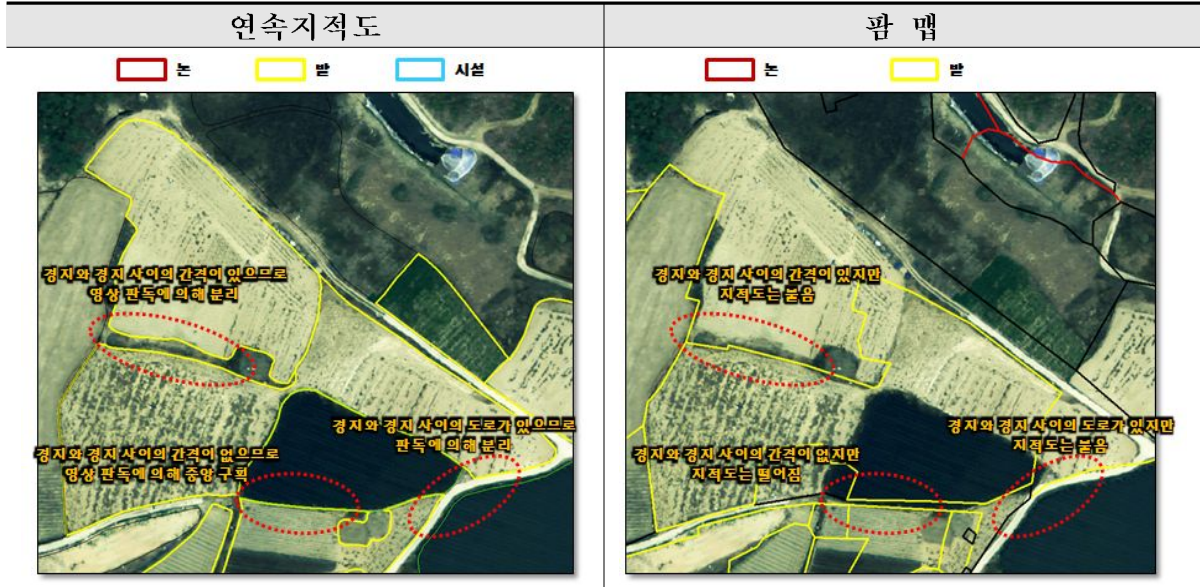 연속지적도
팜 맵
논 밭 시설
논 밭
경지와 경지 사이의 간격이 있으므로
영상 판독에 의해 분리
경지와 경지 사이의 도로가 있으므로
판독에 의해 분리
경지와 경지 사이의 간격이 없으므로
영상 판독에 의해 중앙 구획
경지와 경지 사이의 간격이 있지만
지적도는 붙음
경지와 경지 사이의 도로가 있지만
지적도는 붙음
경지와 경지 사이의 간격이 없지만
지적도는 떨어짐